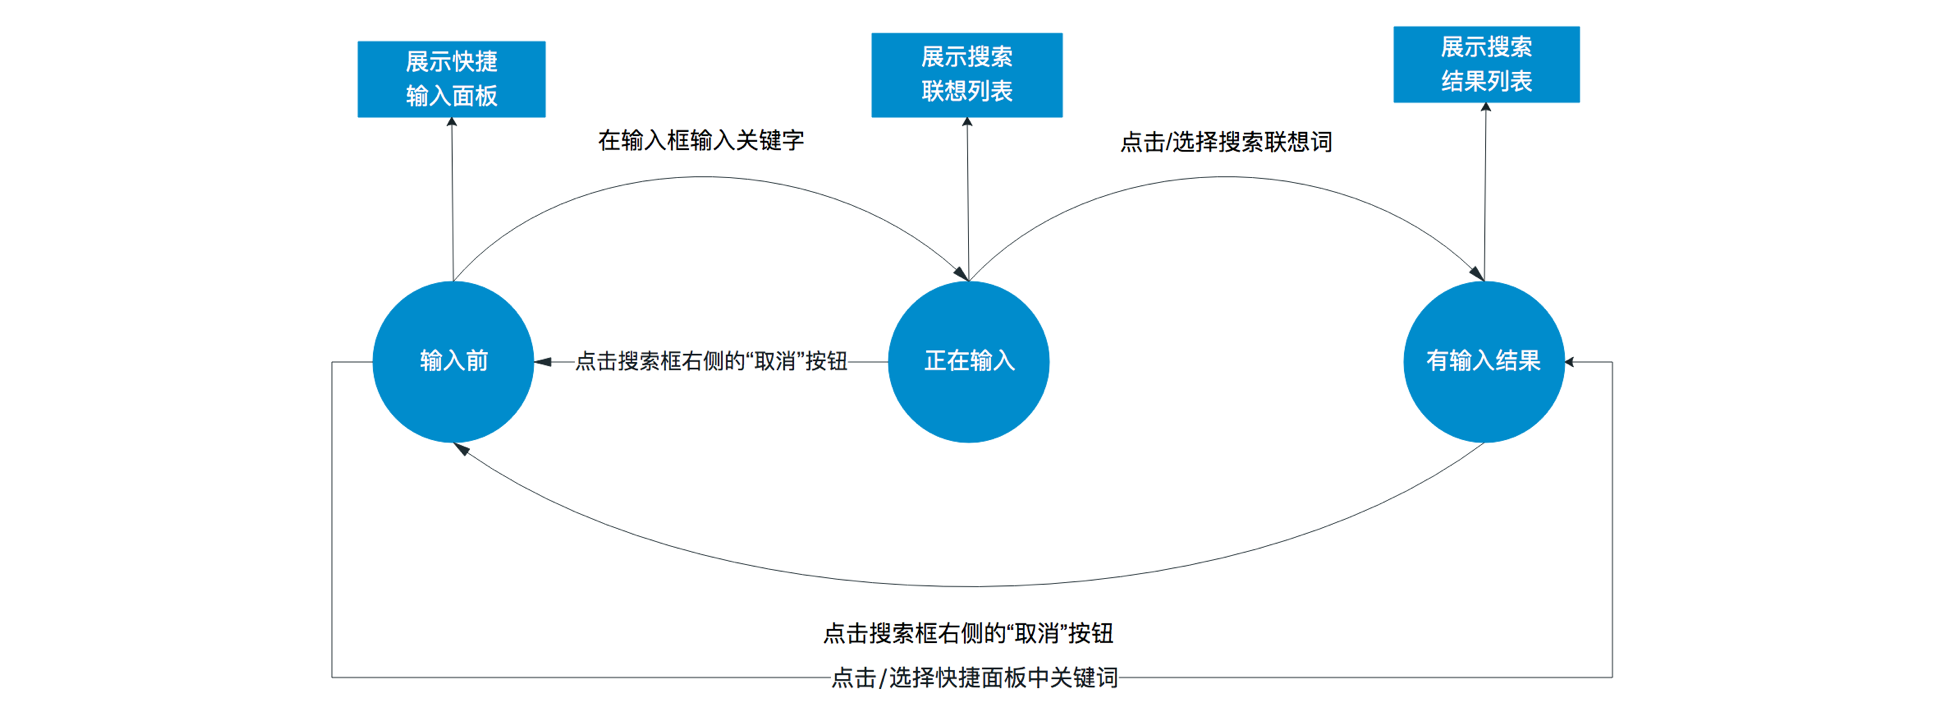 展示快捷
输入面板
展示搜索
联想列表
展示搜索
结果列表
在输入框输入关键字
点击/选择搜索联想词
输入前
点击搜索框右侧的“取消”按钮
正在输入
有输入结果
点击搜索框右侧的“取消”按钮
点击/选择快捷面板中关键词